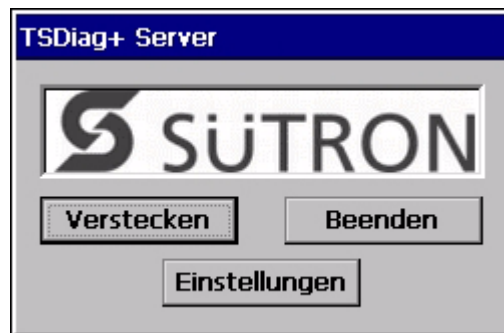 TSDiag+ Server
SÜTRON
Verstecken Beenden
Einstellungen